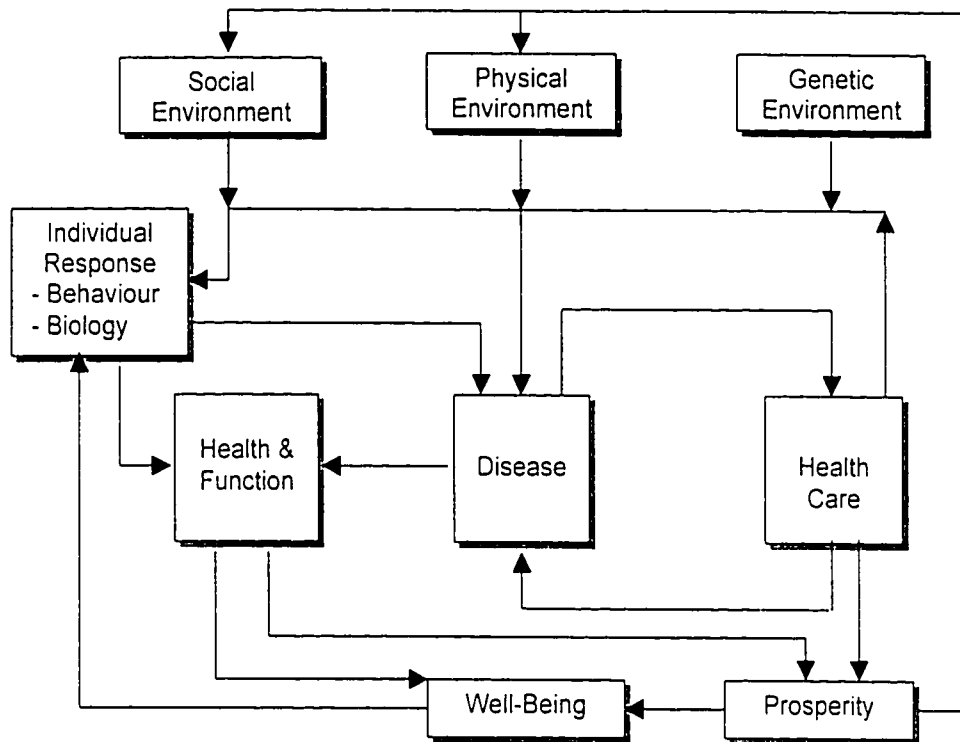 Social
Environment
Physical
Environment
Genetic
Environment
Individual
Response
- Behaviour
- Biology
Health &
Function
Disease
Health
Care
Well-Being
Prosperity